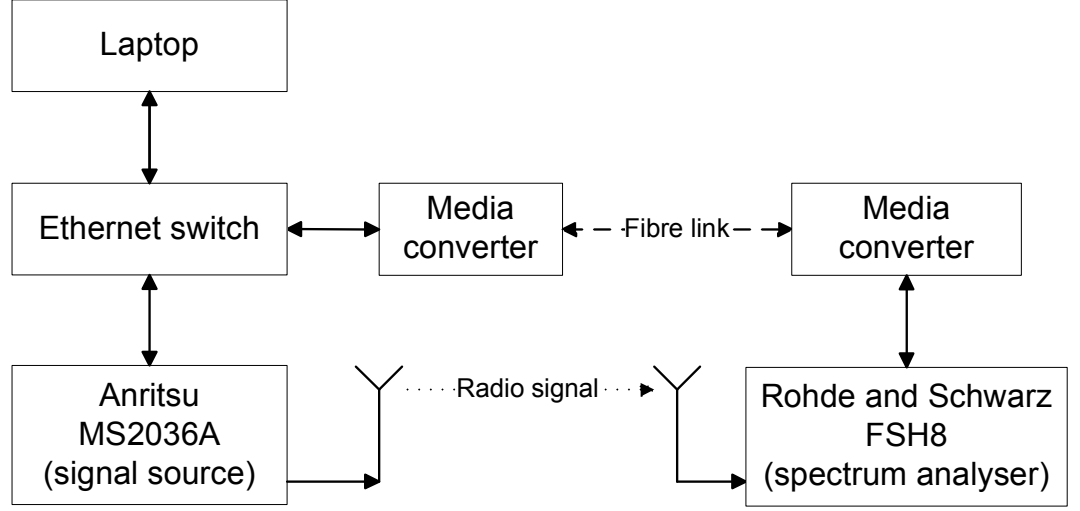 Laptop
Ethernet switch
Media
converter
Fibre link
Media
converter
Anritsu
MS2036A
(signal source)
Radio signal
Rohde and Schwarz
FSH8
(spectrum analyser)